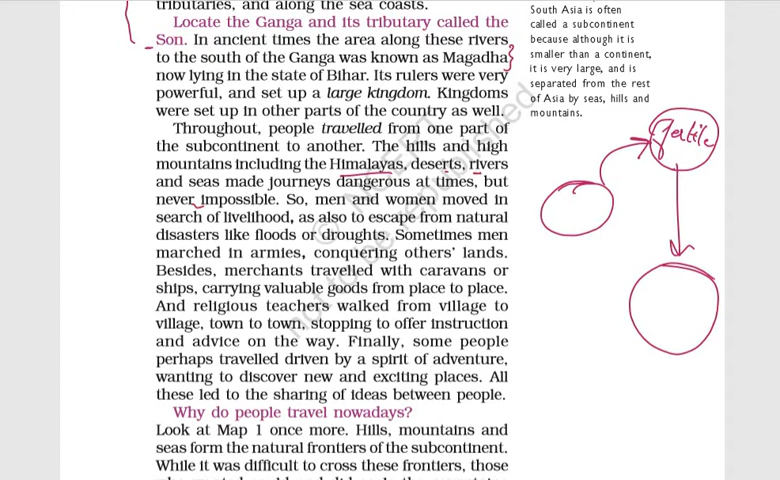 tributaries, and along the sea coasts.
Locate the Ganga and its tributary called the
Son. In ancient times the area along these rivers
to the south of the Ganga was known as Magadha
now lying in the state of Bihar. Its rulers were very
powerful, and set up a large kingdom. Kingdoms
were set up in other parts of the country as well.
Throughout, people travelled from one part of
the subcontinent to another. The hills and high
mountains including the Himalayas, deserts, rivers
and seas made journeys dangerous at times, but
never impossible. So, men and women moved in
search of livelihood, as also to escape from natural
disasters like floods or droughts. Sometimes men
marched in armies, conquering others' lands.
Besides, merchants travelled with caravans or
ships, carrying valuable goods from place to place.
And religious teachers walked from village to
village, town to town, stopping to offer instruction
and advice on the way. Finally, some people
perhaps travelled driven by a spirit of adventure,
wanting to discover new and exciting places. All
these led to the sharing of ideas between people.
Why do people travel nowadays?
Look at Map 1 once more. Hills, mountains and
seas form the natural frontiers of the subcontinent.
While it was difficult to cross these frontiers, those
South Asia is often
called a subcontinent
because although it is
smaller than a continent,
it is very large, and is
separated from the rest
of Asia by seas, hills and
mountains.
fertile
not to be republished